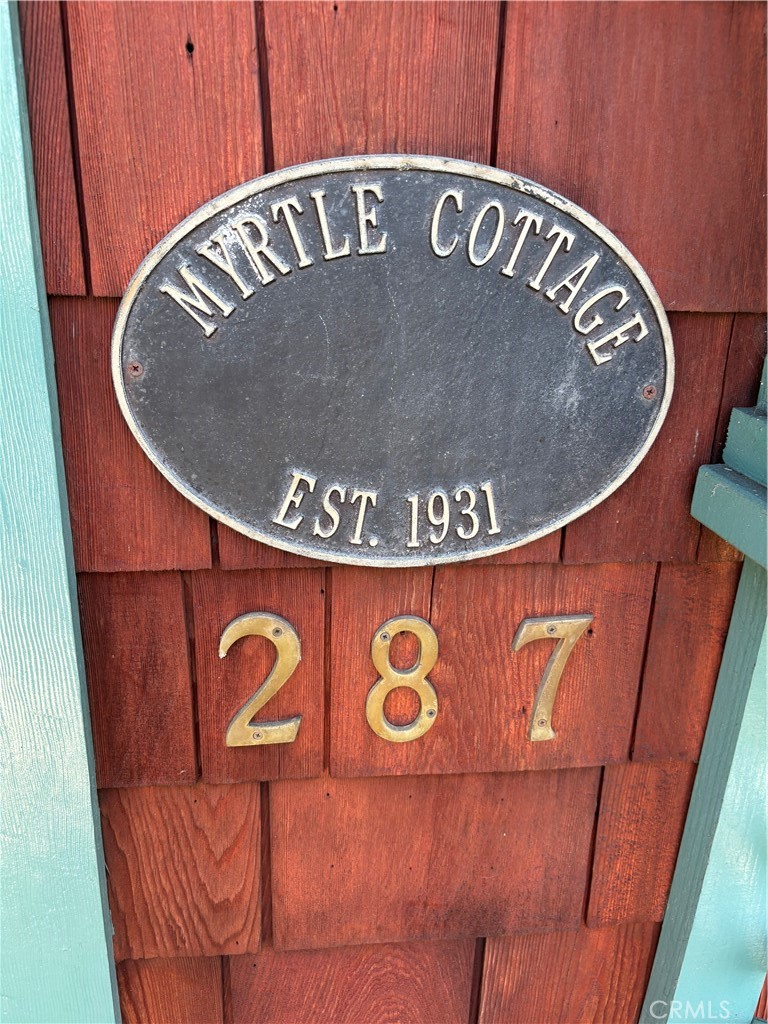 MYRTLE COTTAGE
EST. 1931
287
CRMLS